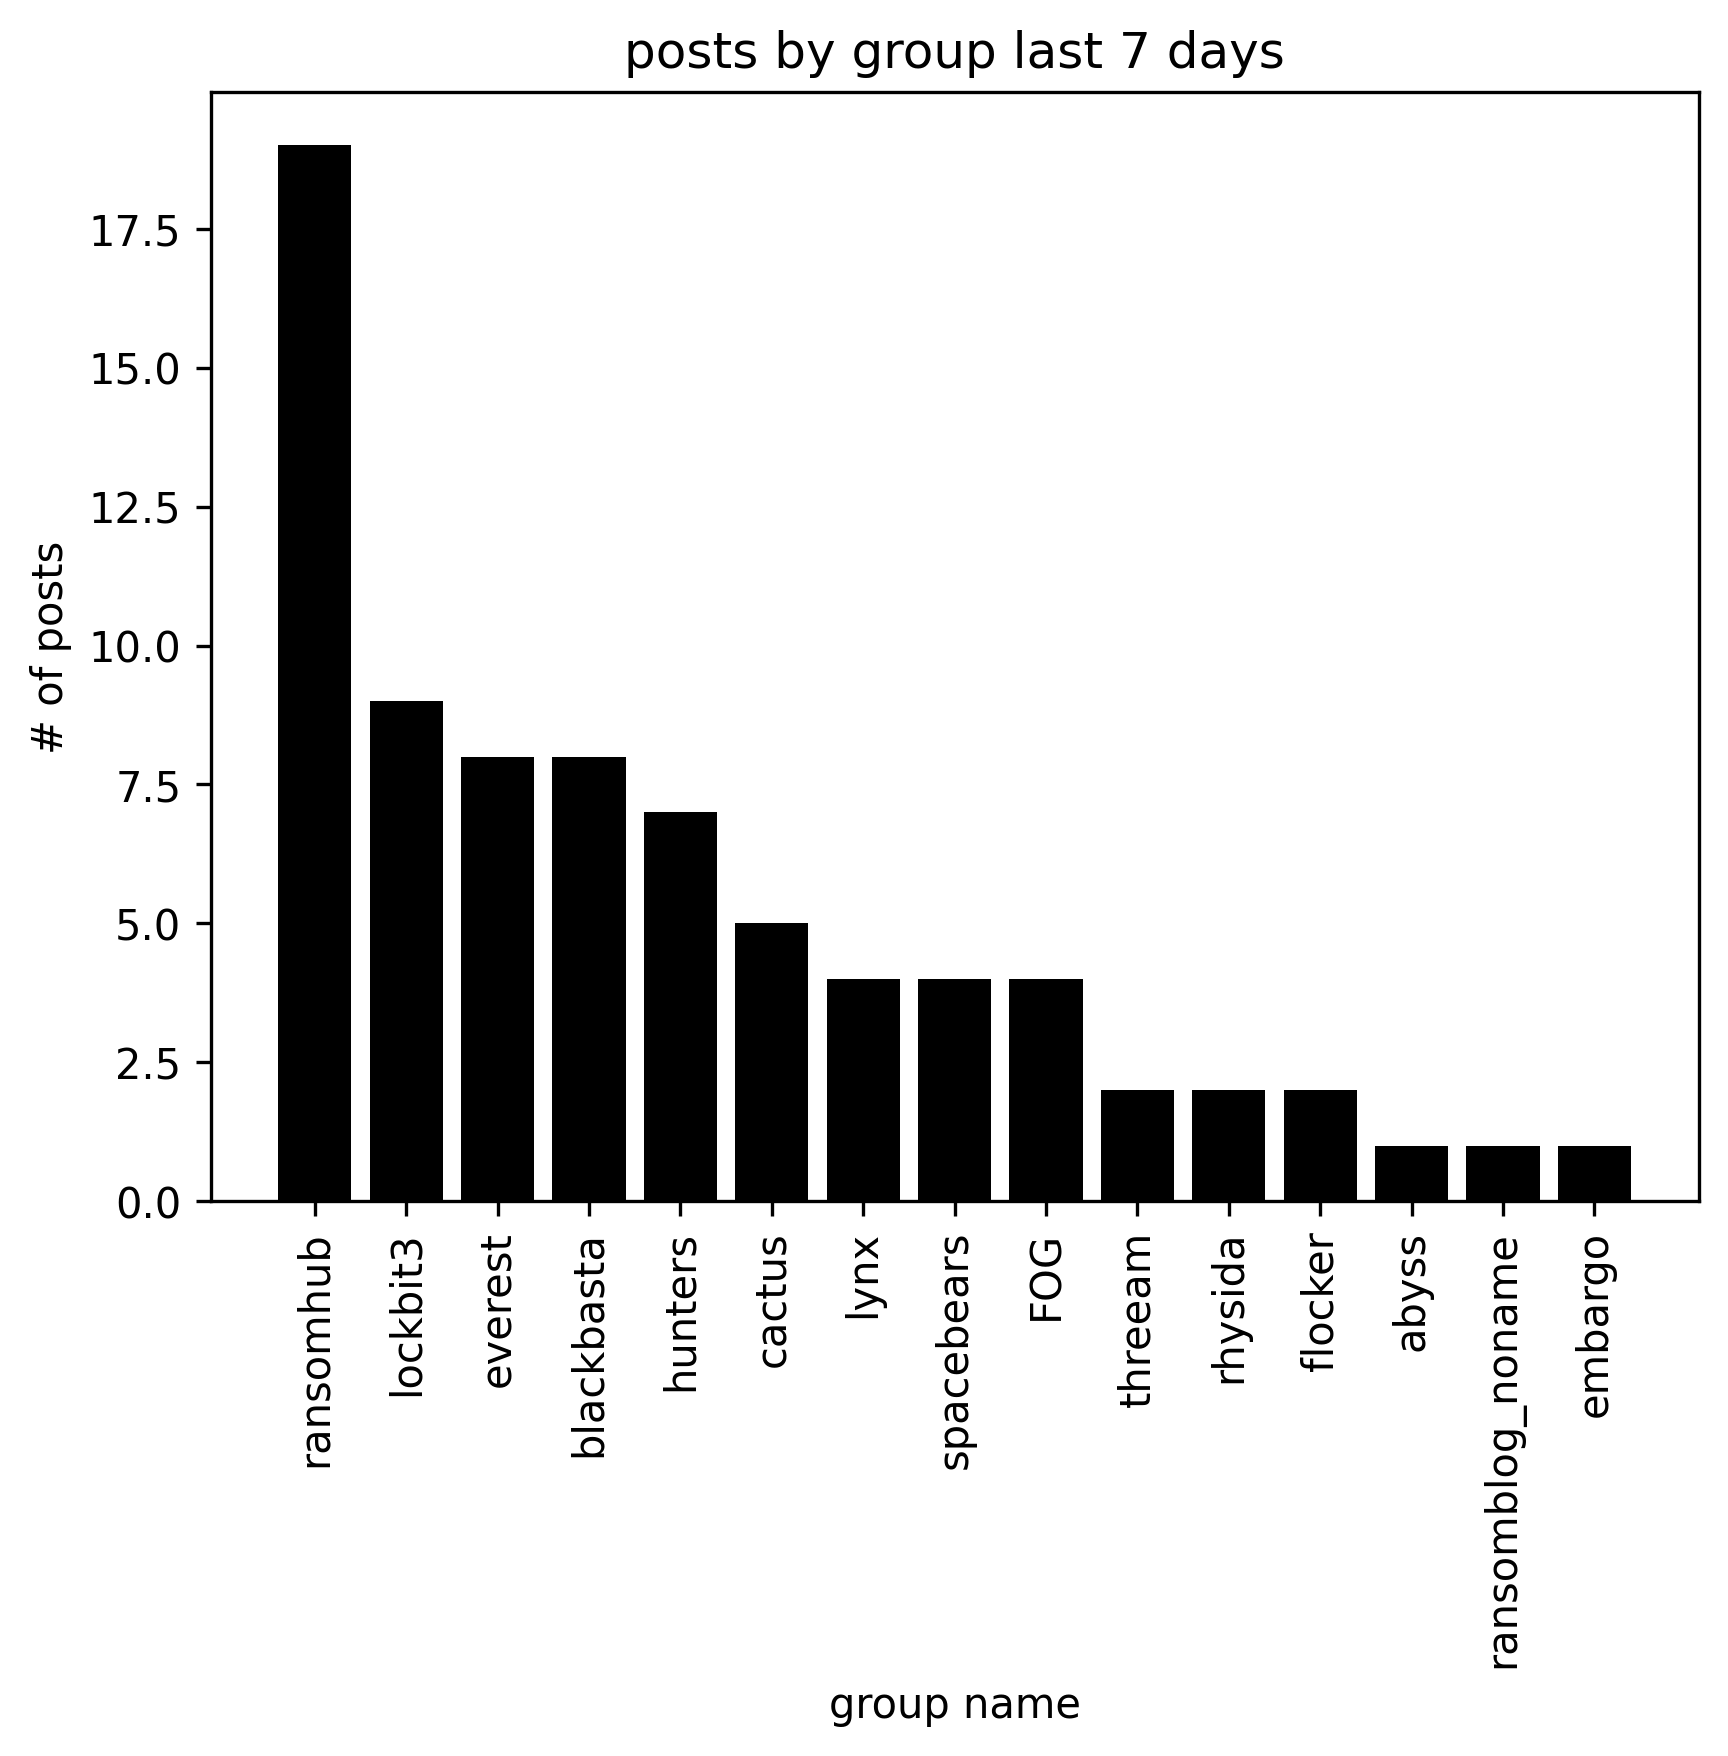 posts by group last 7 days
# of posts
17.5
15.0
12.5
10.0
7.5
5.0
2.5
0.0
ransomhub
lockbit3
everest
blackbasta
hunters
cactus
lynx
spacebears
FOG
threeam
rhysida
flocker
abyss
ransomblog_noname
embargo
group name